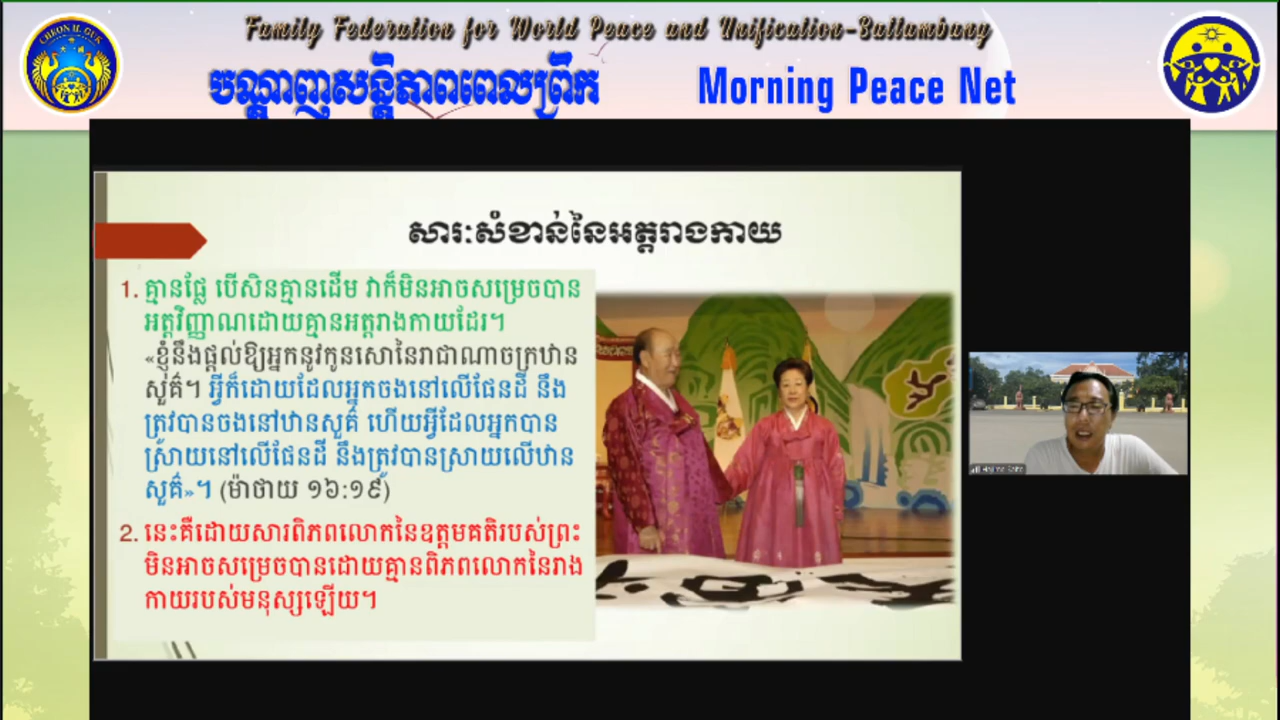 Family Federation for World Peace and Unification-Battambang
បណ្តាញសន្តិភាពពេលព្រឹក Morning Peace Net
CHEON IL GUK
សារៈសំខាន់នៃអត្តរាងកាយ
1. គ្មានផ្លែ បើសិនគ្មានដើម វាក៏មិនអាចសម្រេចបាន
អត្តវិញ្ញាណដោយគ្មានអត្តរាងកាយដែរ។
«ខ្ញុំនឹងផ្តល់ឱ្យអ្នកនូវកូនសោនៃរាជាណាចក្រឋាន
សួគ៌។ អ្វីក៏ដោយដែលអ្នកចងនៅលើផែនដី នឹង
ត្រូវបានចងនៅឋានសួគ៌ ហើយអ្វីដែលអ្នកបាន
ស្រាយនៅលើផែនដី នឹងត្រូវបានស្រាយលើឋាន
សួគ៌»។ (ម៉ាថាយ ១៦:១៩)
2. នេះគឺដោយសារពិភពលោកនៃឧត្តមគតិរបស់ព្រះ
មិនអាចសម្រេចបានដោយគ្មានពិភពលោកនៃរាង
កាយរបស់មនុស្សឡើយ។